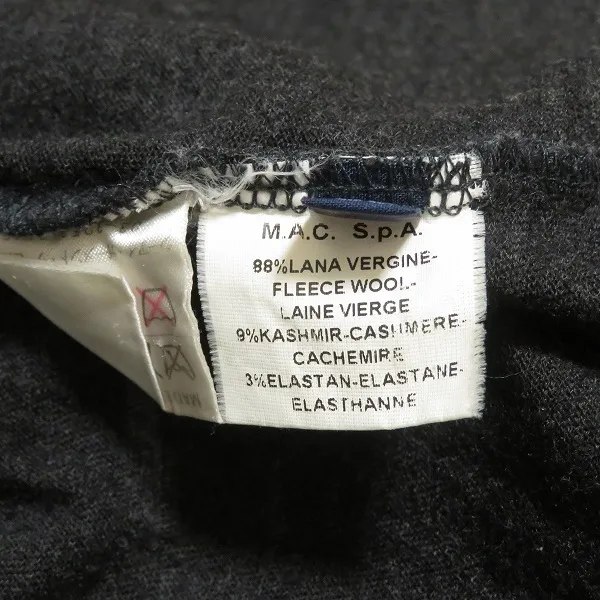 M.A.C. S.p.A.
88%LANA VERGINE-
FLEECE WOOL-
LAINE VIERGE
9%KASHMIR-CASHMERE-
CACHEMIRE
3%ELASTAN-ELASTANE-
ELASTHANNE